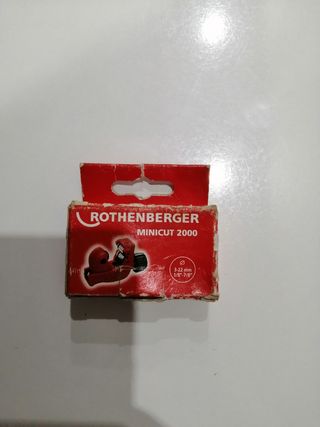 ROTHENBERGER
MINICUT 2000
Ø
3-22 mm
1/8"-7/8"